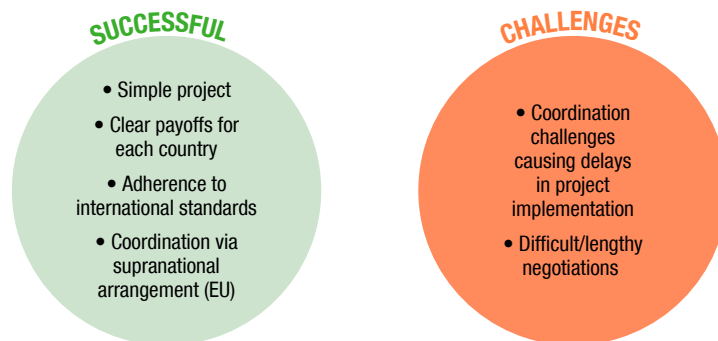 SUCCESSFUL
• Simple project
• Clear payoffs for
each country
• Adherence to
international standards
• Coordination via
supranational
arrangement (EU)
CHALLENGES
• Coordination
challenges
causing delays
in project
implementation
• Difficult/lengthy
negotiations